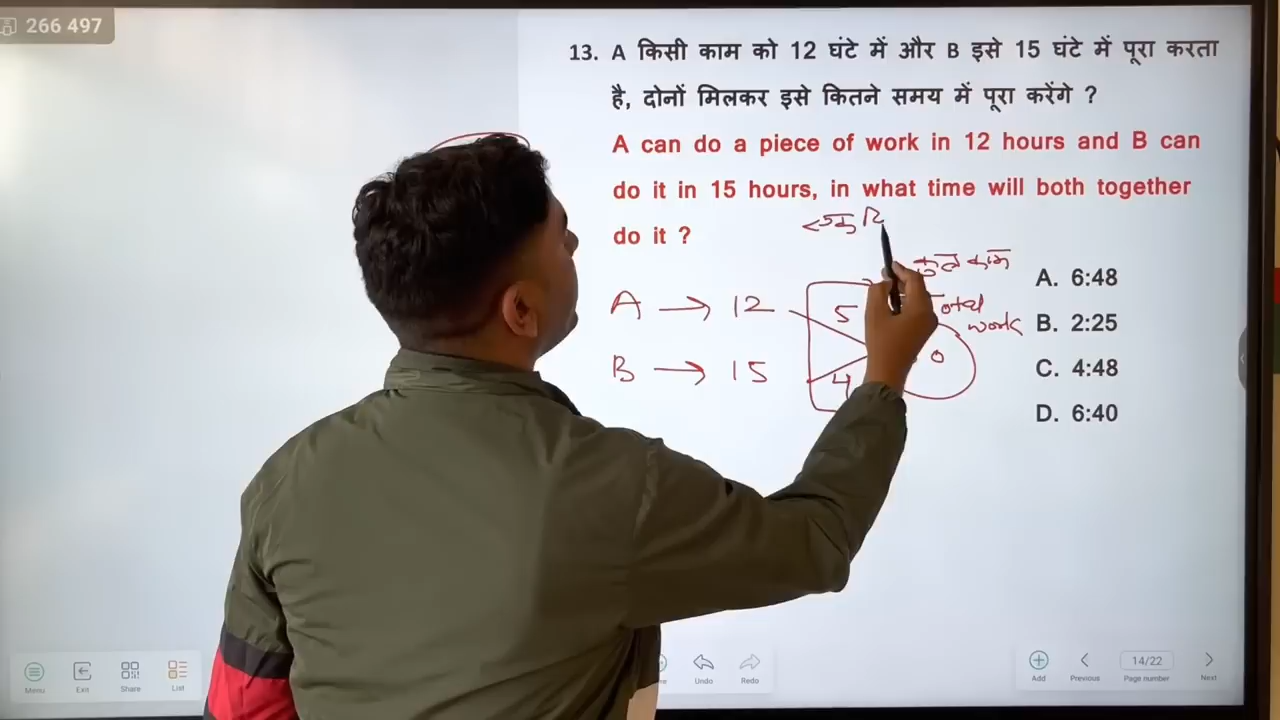 266 497
13. A किसी काम को 12 घंटे में और B इसे 15 घंटे में पूरा करता
है, दोनों मिलकर इसे कितने समय में पूरा करेंगे ?
A can do a piece of work in 12 hours and B can
do it in 15 hours, in what time will both together
do it ?
एक
कुल काम
A → 12
5
work
B → 15
4
0
A. 6:48
B. 2:25
C. 4:48
D. 6:40
Menu Exit Share List Undo Redo Add Previous 14/22 Page number Next